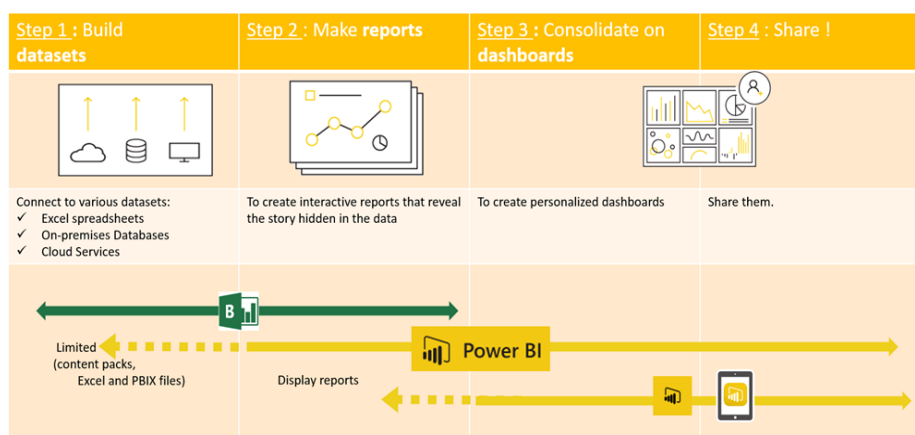 Step 1 : Build
datasets
Step 2 : Make reports
Step 3 : Consolidate on
dashboards
Step 4 : Share !
Connect to various datasets:
✓ Excel spreadsheets
✓ On-premises Databases
✓ Cloud Services
To create interactive reports that reveal
the story hidden in the data
To create personalized dashboards
Share them.
B
Limited
(content packs,
Excel and PBIX files)
Power BI
Display reports